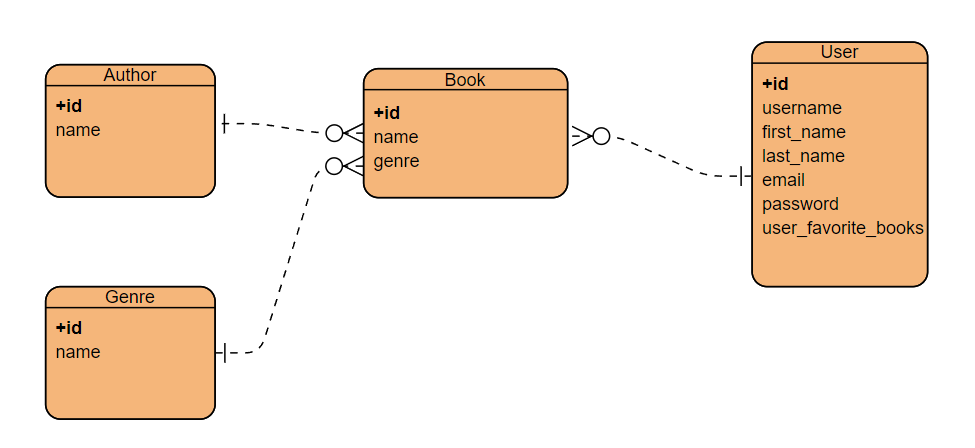 Author
+id
name
Book
+id
name
genre
User
+id
username
first_name
last_name
email
password
user_favorite_books
Genre
+id
name